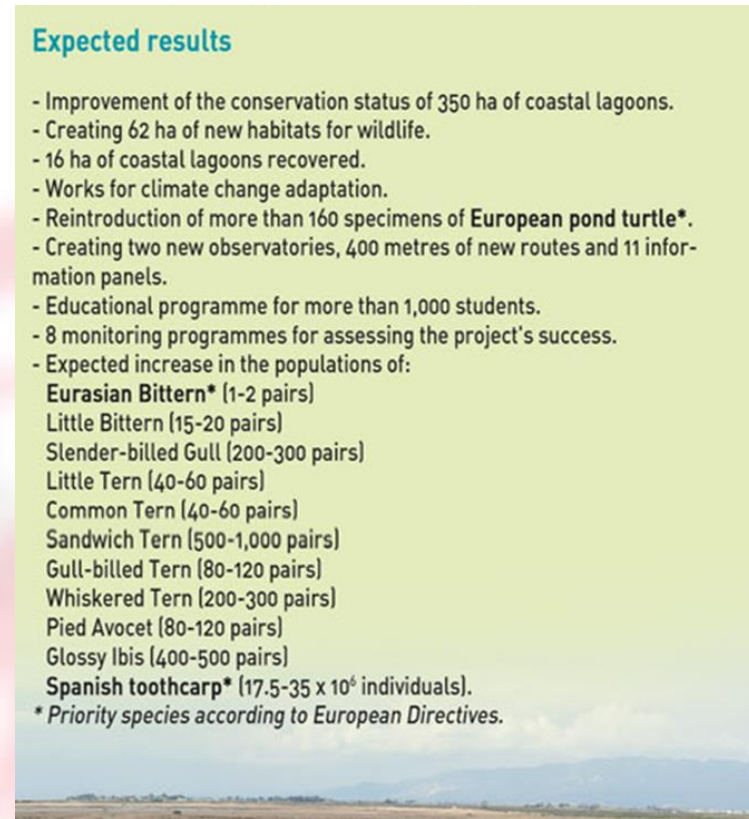 Expected results
- Improvement of the conservation status of 350 ha of coastal lagoons.
- Creating 62 ha of new habitats for wildlife.
- 16 ha of coastal lagoons recovered.
- Works for climate change adaptation.
- Reintroduction of more than 160 specimens of European pond turtle*.
- Creating two new observatories, 400 metres of new routes and 11 infor-
mation panels.
- Educational programme for more than 1,000 students.
- 8 monitoring programmes for assessing the project's success.
- Expected increase in the populations of:
Eurasian Bittern* (1-2 pairs)
Little Bittern (15-20 pairs)
Slender-billed Gull (200-300 pairs)
Little Tern (40-60 pairs)
Common Tern (40-60 pairs)
Sandwich Tern (500-1,000 pairs)
Gull-billed Tern (80-120 pairs)
Whiskered Tern (200-300 pairs)
Pied Avocet (80-120 pairs)
Glossy Ibis (400-500 pairs)
Spanish toothcarp* (17.5-35 x 10⁶ individuals).
* Priority species according to European Directives.